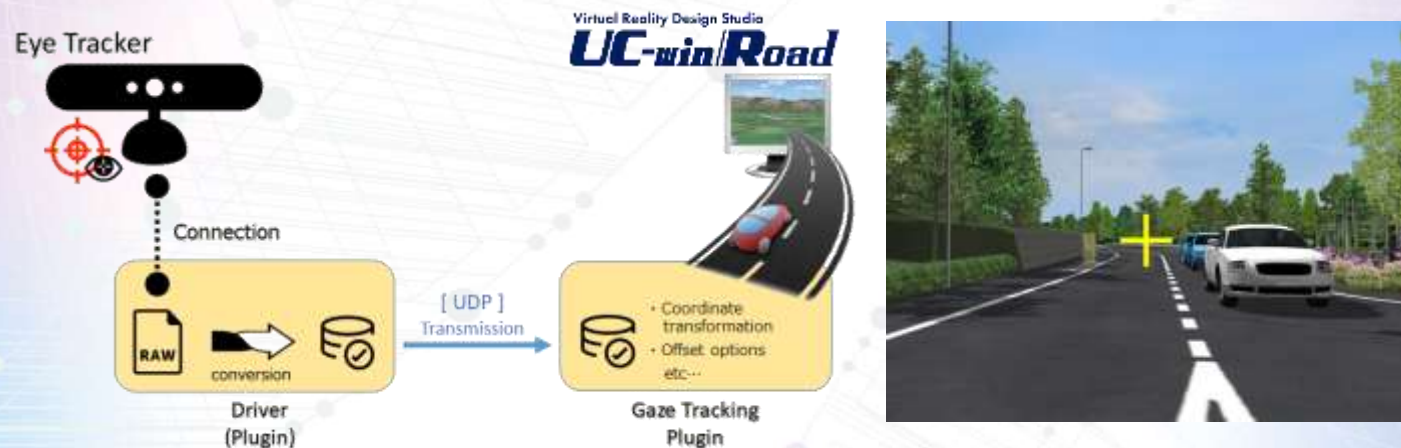 Eye Tracker
Connection
RAW
conversion
Driver
(Plugin)
[ UDP ]
Transmission
Virtual Reality Design Studio
UC-win/Road
・Coordinate
transformation
・Offset options
etc…
Gaze Tracking
Plugin